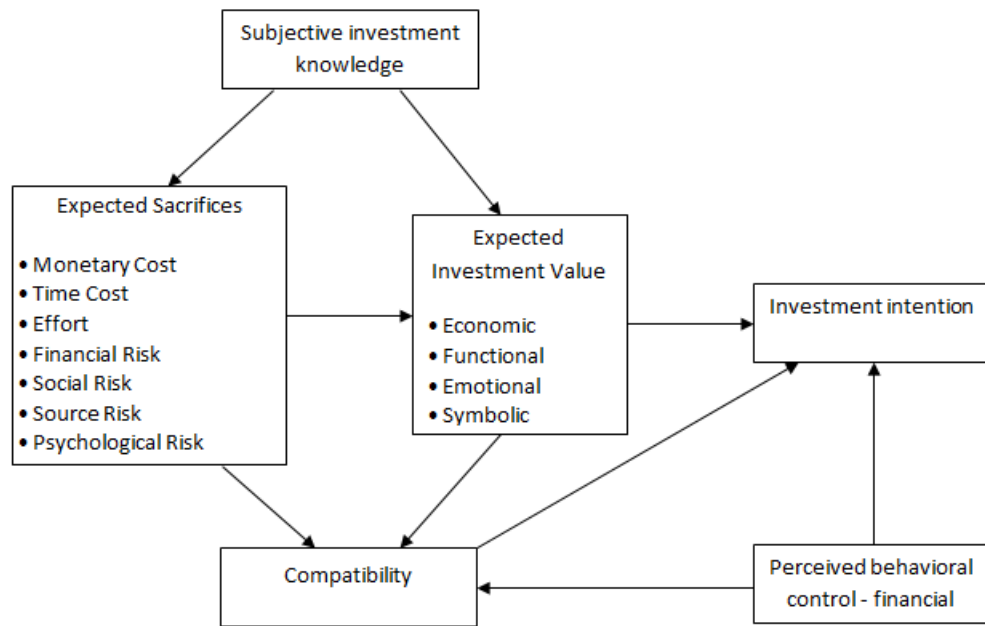 Subjective investment
knowledge
Expected Sacrifices
• Monetary Cost
• Time Cost
• Effort
• Financial Risk
• Social Risk
• Source Risk
• Psychological Risk
Expected
Investment Value
• Economic
• Functional
• Emotional
• Symbolic
Investment intention
Compatibility
Perceived behavioral
control - financial